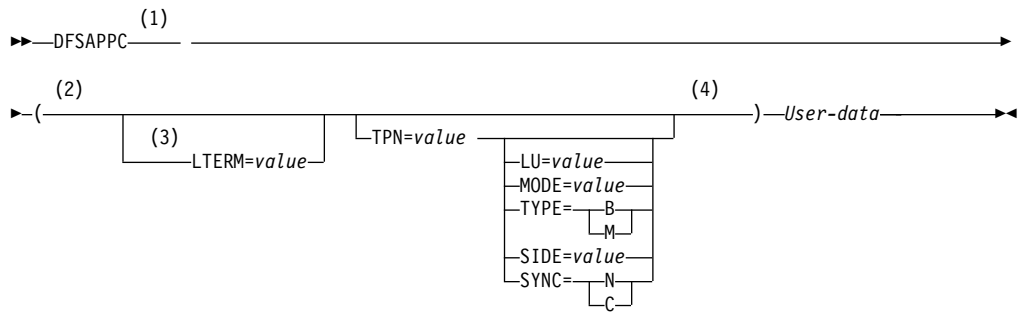 (1)
DFSAPPC
(2) (4)
( ) User-data
(3) TPN=value
LTERM=value LU=value
MODE=value
TYPE= B
M
SIDE=value
SYNC= N
C